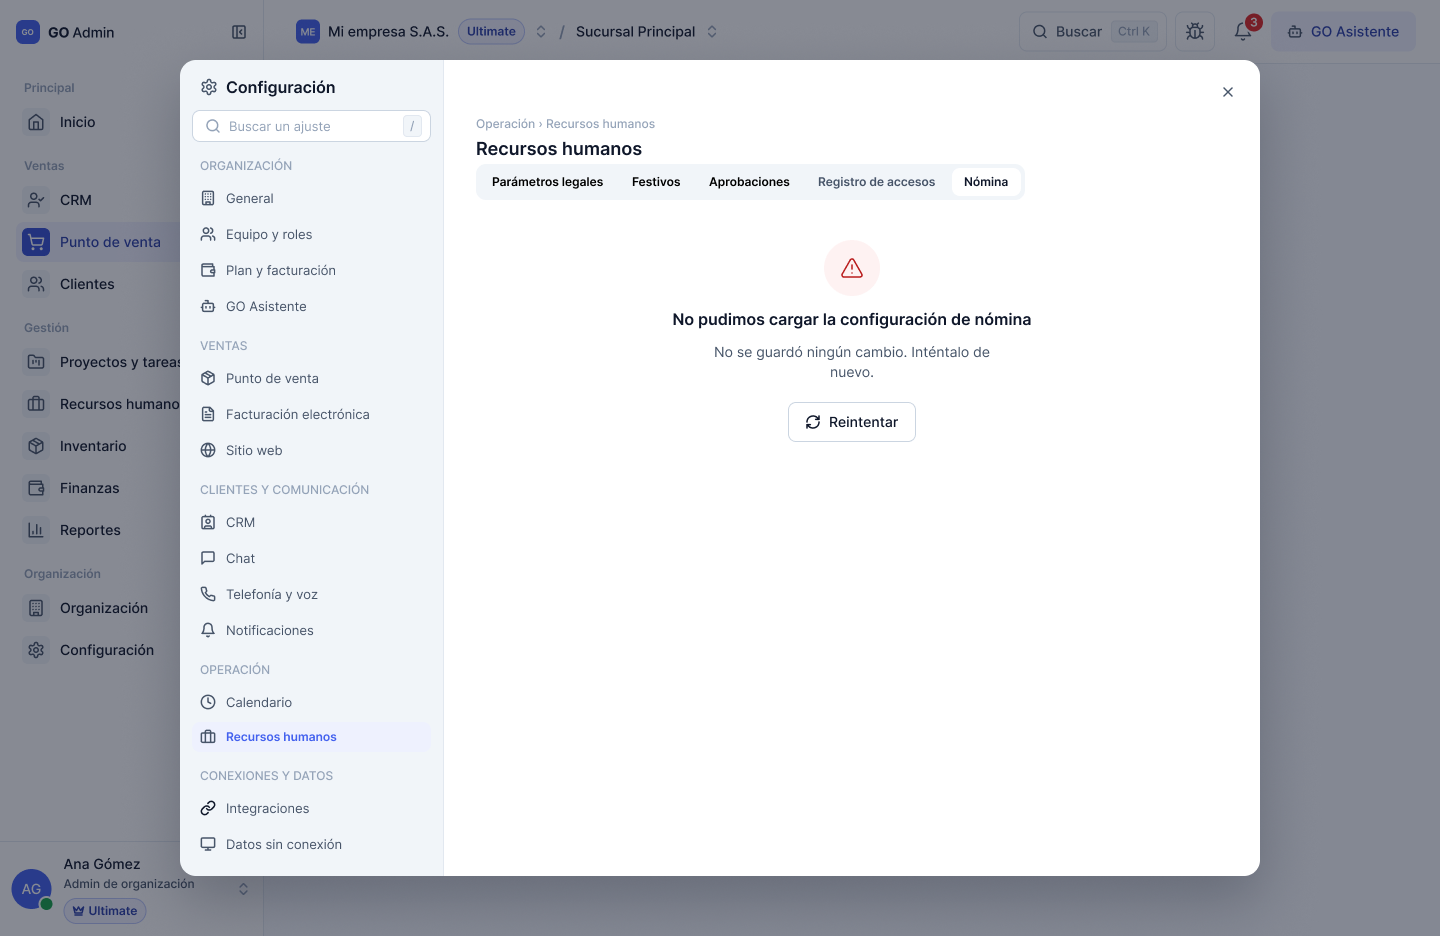 GO
GO Admin
ME
Mi empresa S.A.S.
Ultimate
/
Sucursal Principal
Buscar
Ctrl K
3
GO Asistente
Principal
Inicio
Ventas
CRM
Punto de venta
Clientes
Gestión
Proyectos y tareas
Recursos humano
Inventario
Finanzas
Reportes
Organización
Organización
Configuración
AG
Ana Gómez
Admin de organización
Ultimate
Configuración
Buscar un ajuste
/
ORGANIZACIÓN
General
Equipo y roles
Plan y facturación
GO Asistente
VENTAS
Punto de venta
Facturación electrónica
Sitio web
CLIENTES Y COMUNICACIÓN
CRM
Chat
Telefonía y voz
Notificaciones
OPERACIÓN
Calendario
Recursos humanos
CONEXIONES Y DATOS
Integraciones
Datos sin conexión
Operación › Recursos humanos
Recursos humanos
Parámetros legales
Festivos
Aprobaciones
Registro de accesos
Nómina
No pudimos cargar la configuración de nómina
No se guardó ningún cambio. Inténtalo de
nuevo.
Reintentar